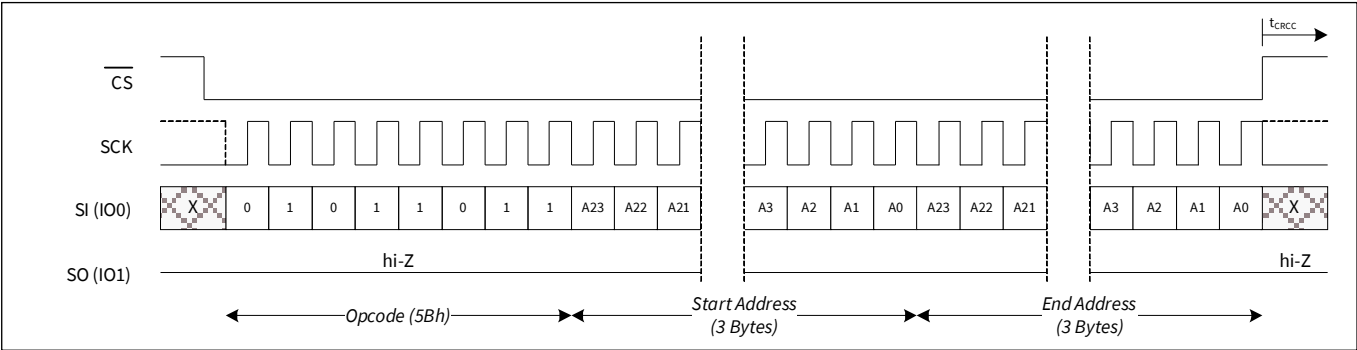 tCRCC
CS
SCK
SI (IO0) X 0 1 0 1 1 0 1 1 A23 A22 A21 A3 A2 A1 A0 A23 A22 A21 A3 A2 A1 A0 X
hi-Z hi-Z
SO (IO1)
Opcode (5Bh) Start Address End Address
(3 Bytes) (3 Bytes)